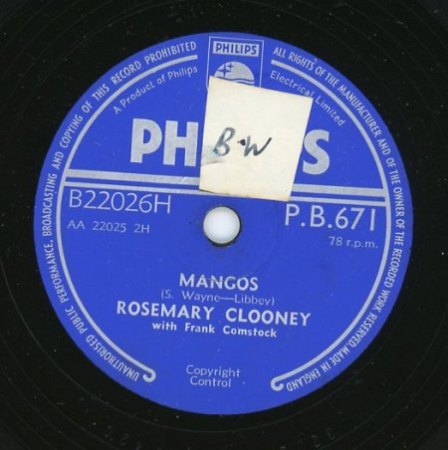 PHILIPS
A Product of Philips Electrical Limited
ALL RIGHTS OF THE MANUFACTURER AND OF THE OWNER OF THE RECORDED WORK RESERVED. MADE IN ENGLAND
UNAUTHORISED PUBLIC PERFORMANCE, BROADCASTING AND COPYING OF THIS RECORD PROHIBITED
B.W
B22026H
P.B.671
AA 22025 2H
78 r.p.m.
MANGOS
(S. Wayne—Libbey)
ROSEMARY CLOONEY
with Frank Comstock
Copyright
Control